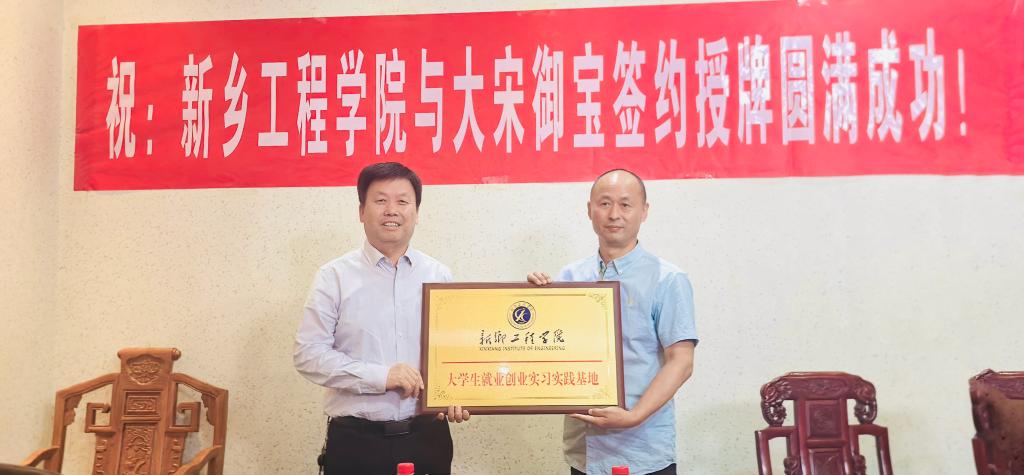 祝：新乡工程学院与大宋御宝签约授牌圆满成功！
新乡工程学院
XINXIANG INSTITUTE OF ENGINEERING
大学生就业创业实习实践基地